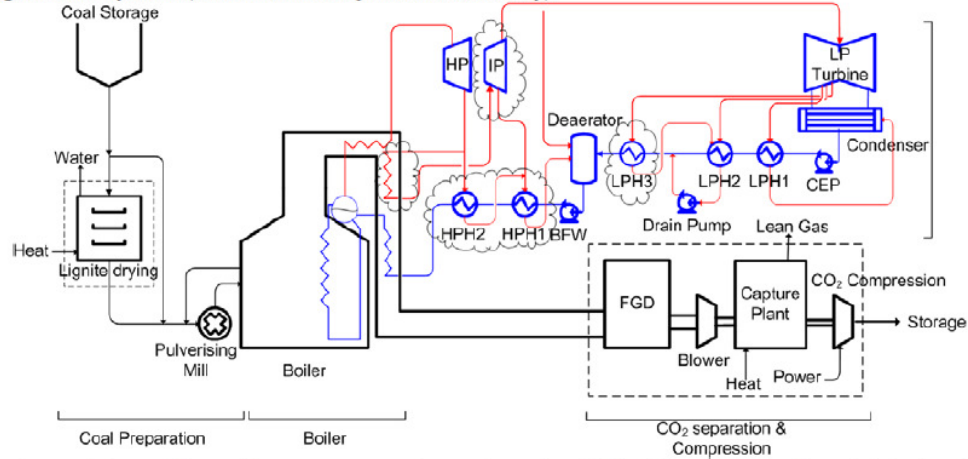 Coal Storage
HP
IP
LP
Turbine
Deaerator
Condenser
Water
LPH3
LPH2
LPH1
CEP
Heat
Lignite drying
HPH2
HPH1
BFW
Drain Pump
Lean Gas
CO2 Compression
FGD
Capture
Plant
Storage
Pulverising
Mill
Boiler
Blower
Heat
Power
Coal Preparation
Boiler
CO2 separation &
Compression